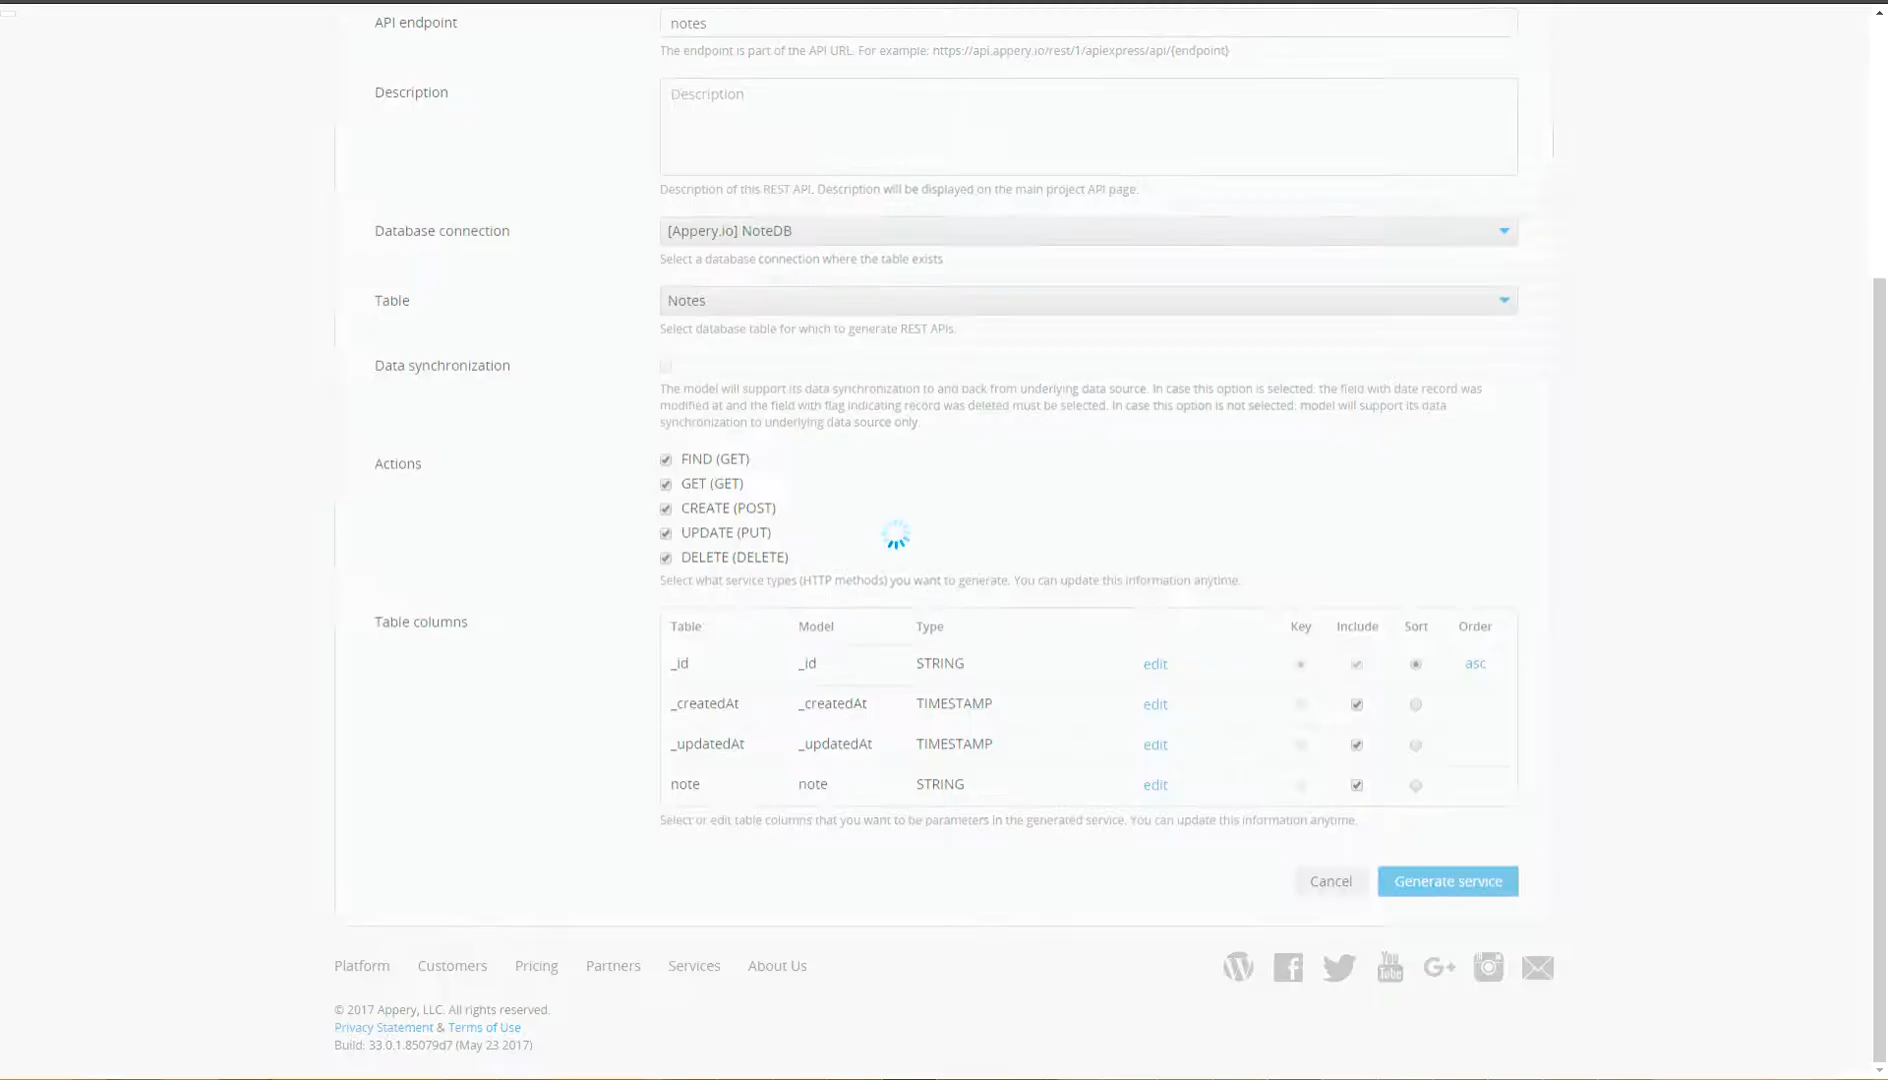 API endpoint
notes
The endpoint is part of the API URL. For example: https://api.appery.io/rest/1/apiexpress/api/{endpoint}
Description
Description
Description of this REST API. Description will be displayed on the main project API page.
Database connection
[Appery.io] NoteDB
Select a database connection where the table exists
Table
Notes
Select database table for which to generate REST APIs.
Data synchronization
The model will support its data synchronization to and back from underlying data source. In case this option is selected: the field with date record was
modified at and the field with flag indicating record was deleted must be selected. In case this option is not selected: model will support its data
synchronization to underlying data source only.
Actions
FIND (GET)
GET (GET)
CREATE (POST)
UPDATE (PUT)
DELETE (DELETE)
Select what service types (HTTP methods) you want to generate. You can update this information anytime.
Table columns
Table Model Type Key Include Sort Order
_id _id STRING edit asc
_createdAt _createdAt TIMESTAMP edit
_updatedAt _updatedAt TIMESTAMP edit
note note STRING edit
Select or edit table columns that you want to be parameters in the generated service. You can update this information anytime.
Cancel Generate service
Platform Customers Pricing Partners Services About Us
You
Tube
G+
© 2017 Appery, LLC. All rights reserved.
Privacy Statement & Terms of Use
Build: 33.0.1.85079d7 (May 23 2017)